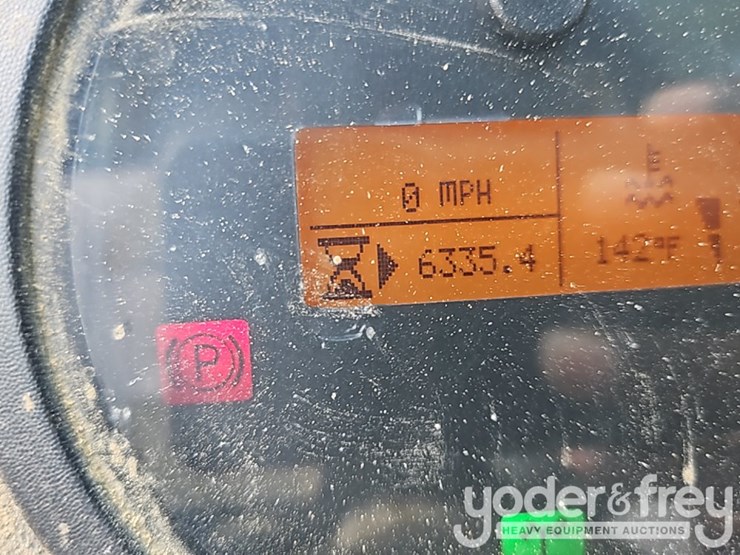 0 MPH
6335.4
142°F
P
yoder&frey
HEAVY EQUIPMENT AUCTIONS